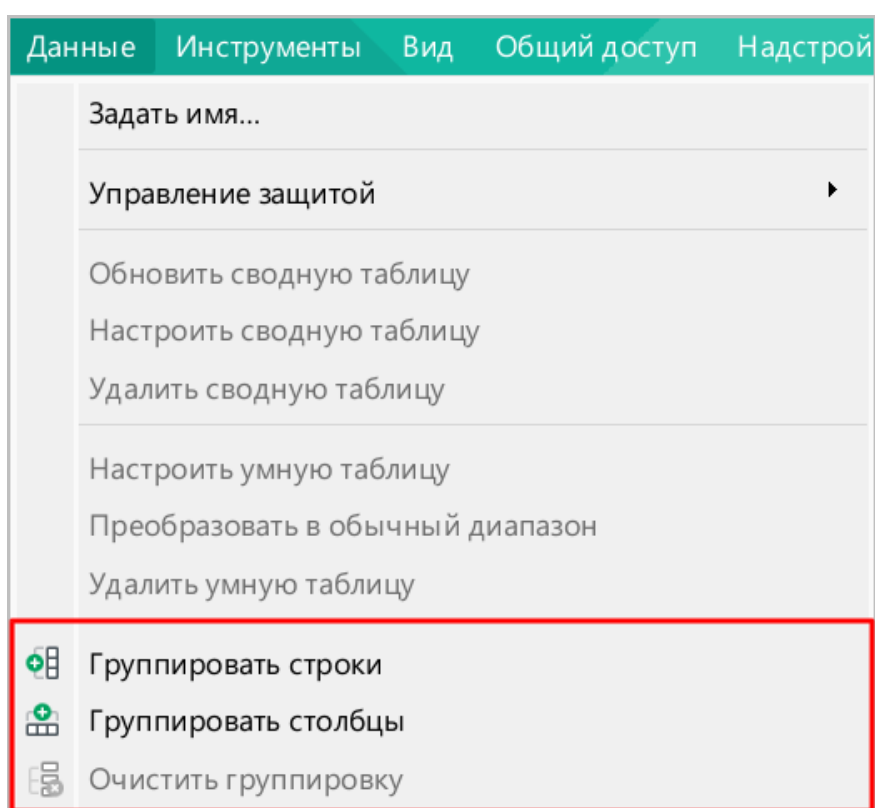 Данные Инструменты Вид Общий доступ Надстрой
Задать имя...
Управление защитой
Обновить сводную таблицу
Настроить сводную таблицу
Удалить сводную таблицу
Настроить умную таблицу
Преобразовать в обычный диапазон
Удалить умную таблицу
Группировать строки
Группировать столбцы
Очистить группировку